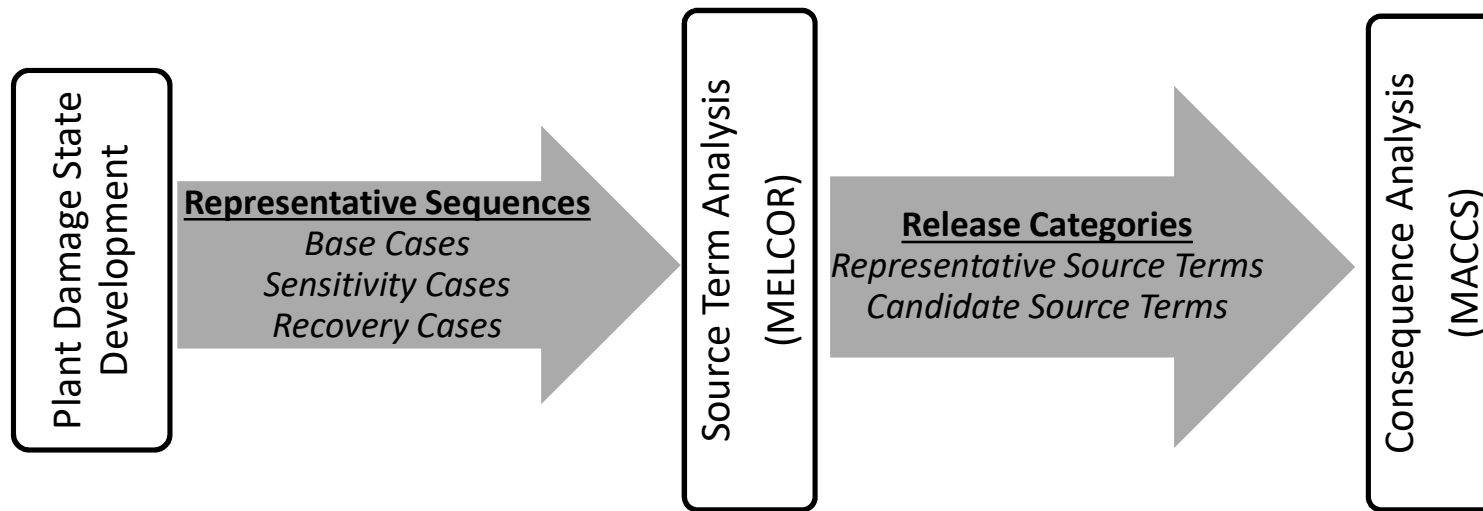 Plant Damage State
Development
Representative Sequences
Base Cases
Sensitivity Cases
Recovery Cases
Source Term Analysis
(MELCOR)
Release Categories
Representative Source Terms
Candidate Source Terms
Consequence Analysis
(MACCS)